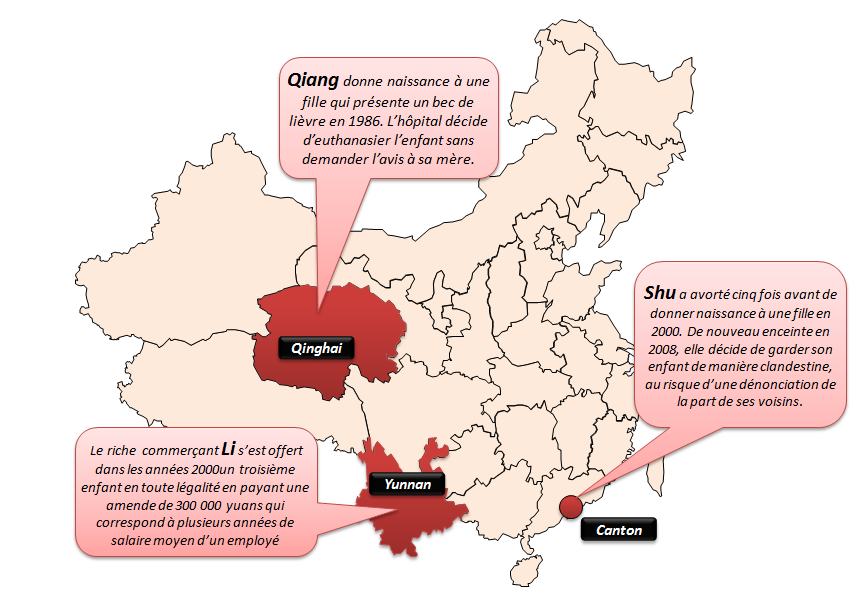 Qiang donne naissance à une
fille qui présente un bec de
lièvre en 1986. L'hôpital décide
d'euthanasier l'enfant sans
demander l'avis à sa mère.
Qinghai
Shu a avorté cinq fois avant de
donner naissance à une fille en
2000. De nouveau enceinte en
2008, elle décide de garder son
enfant de manière clandestine,
au risque d'une dénonciation de
la part de ses voisins.
Le riche commerçant Li s'est offert
dans les années 2000un troisième
enfant en toute légalité en payant une
amende de 300 000 yuans qui
correspond à plusieurs années de
salaire moyen d'un employé
Yunnan
Canton